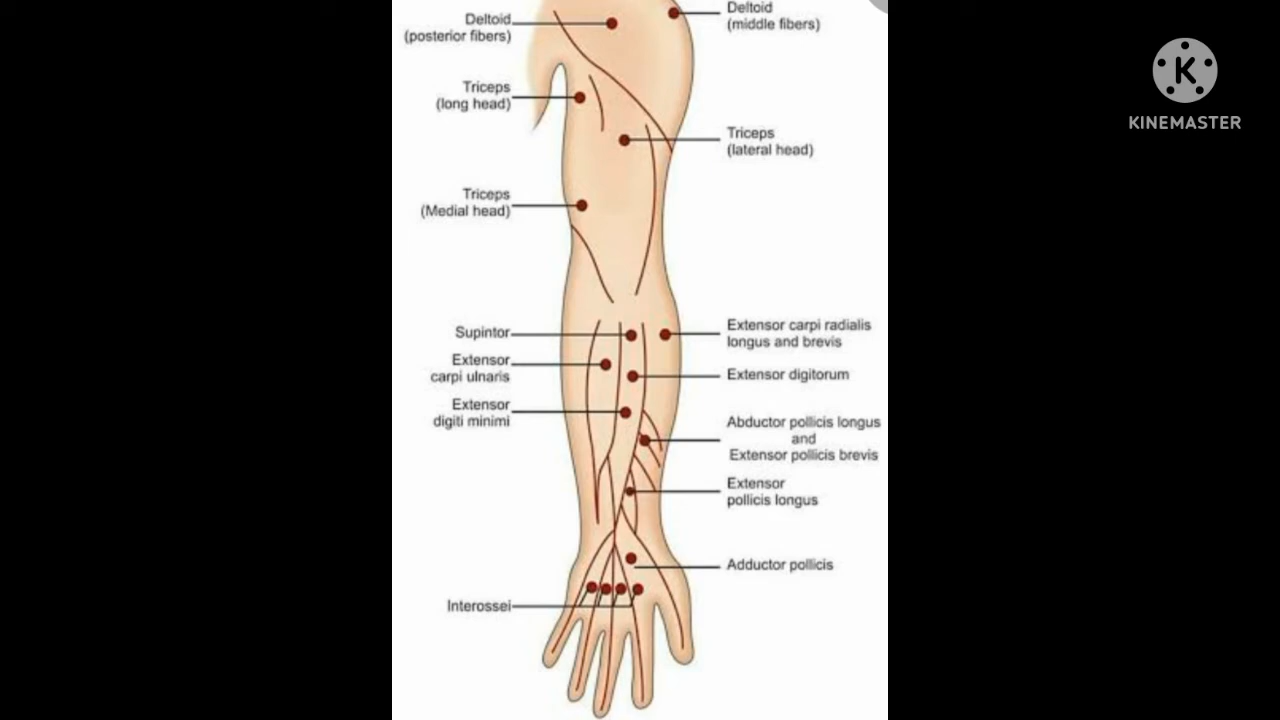 Deltoid
(posterior fibers)
Deltoid
(middle fibers)
Triceps
(long head)
Triceps
(lateral head)
Triceps
(Medial head)
Supintor
Extensor carpi radialis
longus and brevis
Extensor
carpi ulnaris
Extensor digitorum
Extensor
digiti minimi
Abductor pollicis longus
and
Extensor pollicis brevis
Extensor
pollicis longus
Adductor pollicis
Interossei
K
KINEMASTER